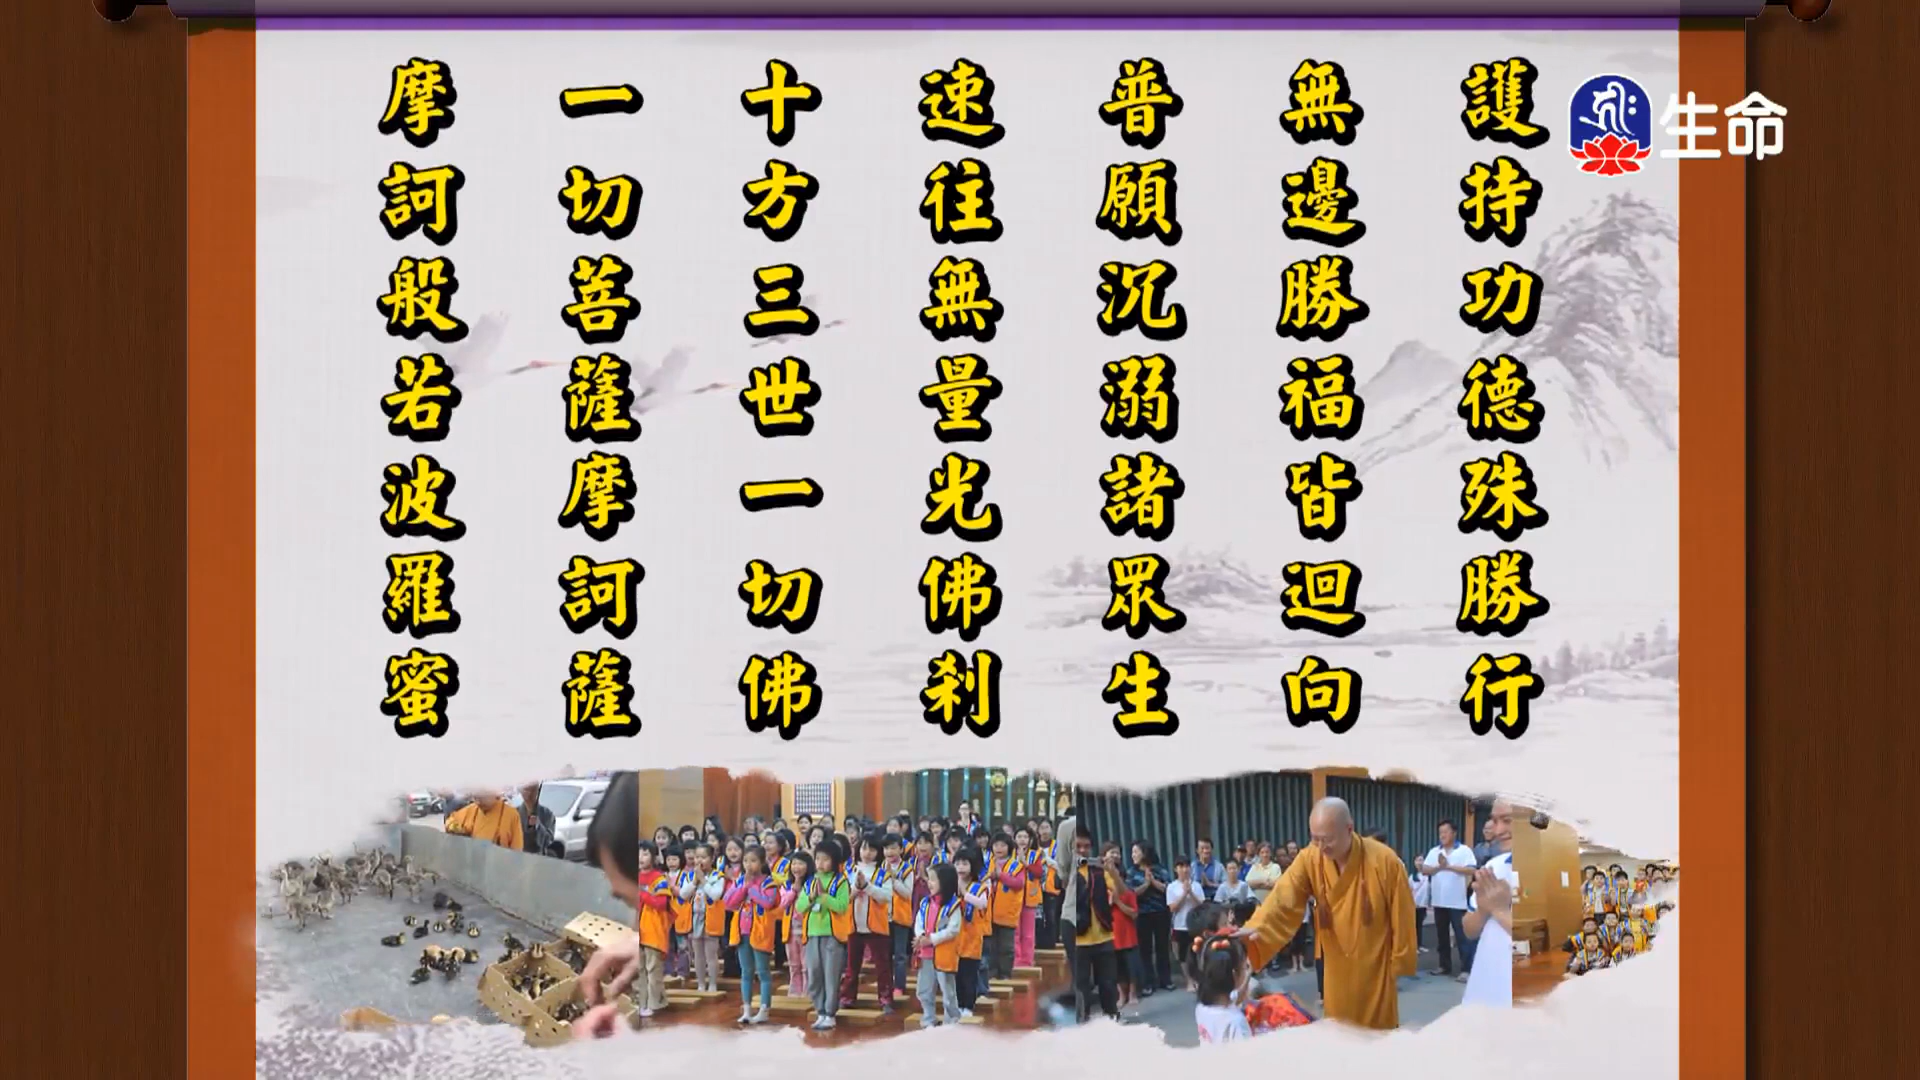 護持功德殊勝行
無邊勝福皆迴向
普願沉溺諸眾生
速往無量光佛剎
十方三世一切佛
一切菩薩摩訶薩
摩訶般若波羅蜜
生命